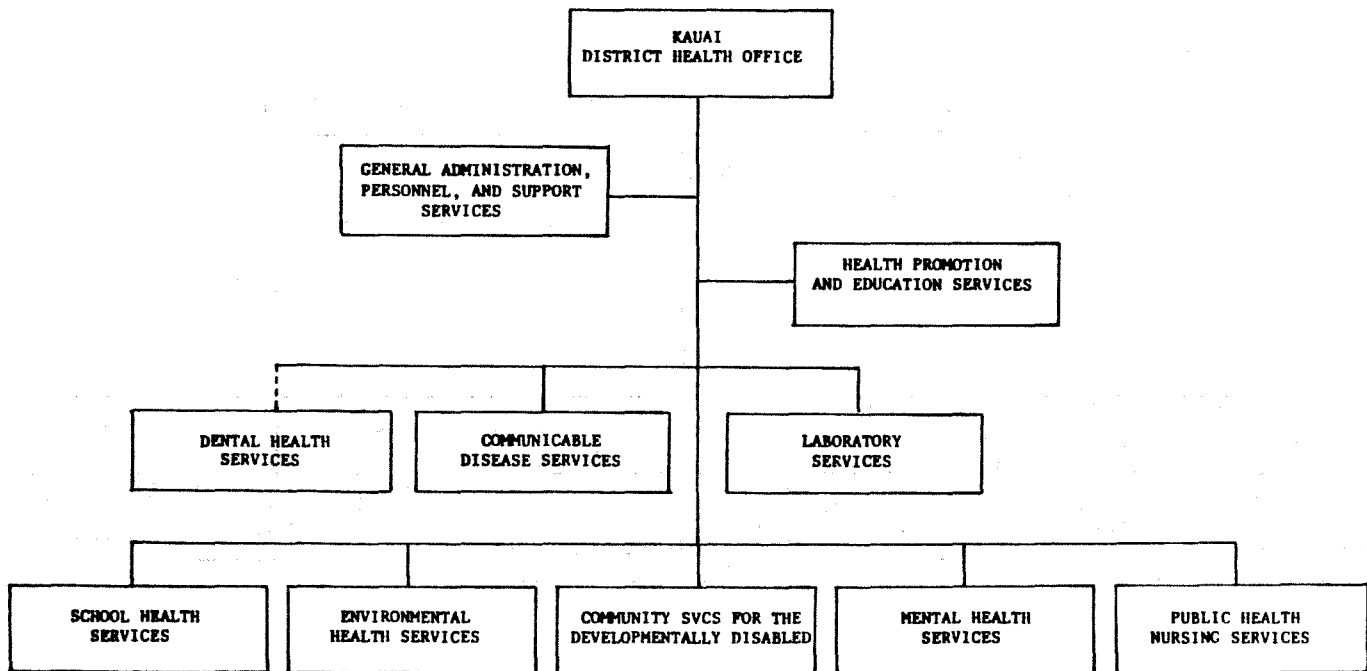 KAUAI
DISTRICT HEALTH OFFICE
GENERAL ADMINISTRATION,
PERSONNEL, AND SUPPORT
SERVICES
HEALTH PROMOTION
AND EDUCATION SERVICES
DENTAL HEALTH
SERVICES
COMMUNICABLE
DISEASE SERVICES
LABORATORY
SERVICES
SCHOOL HEALTH
SERVICES
ENVIRONMENTAL
HEALTH SERVICES
COMMUNITY SVCS FOR THE
DEVELOPMENTALLY DISABLED
MENTAL HEALTH
SERVICES
PUBLIC HEALTH
NURSING SERVICES